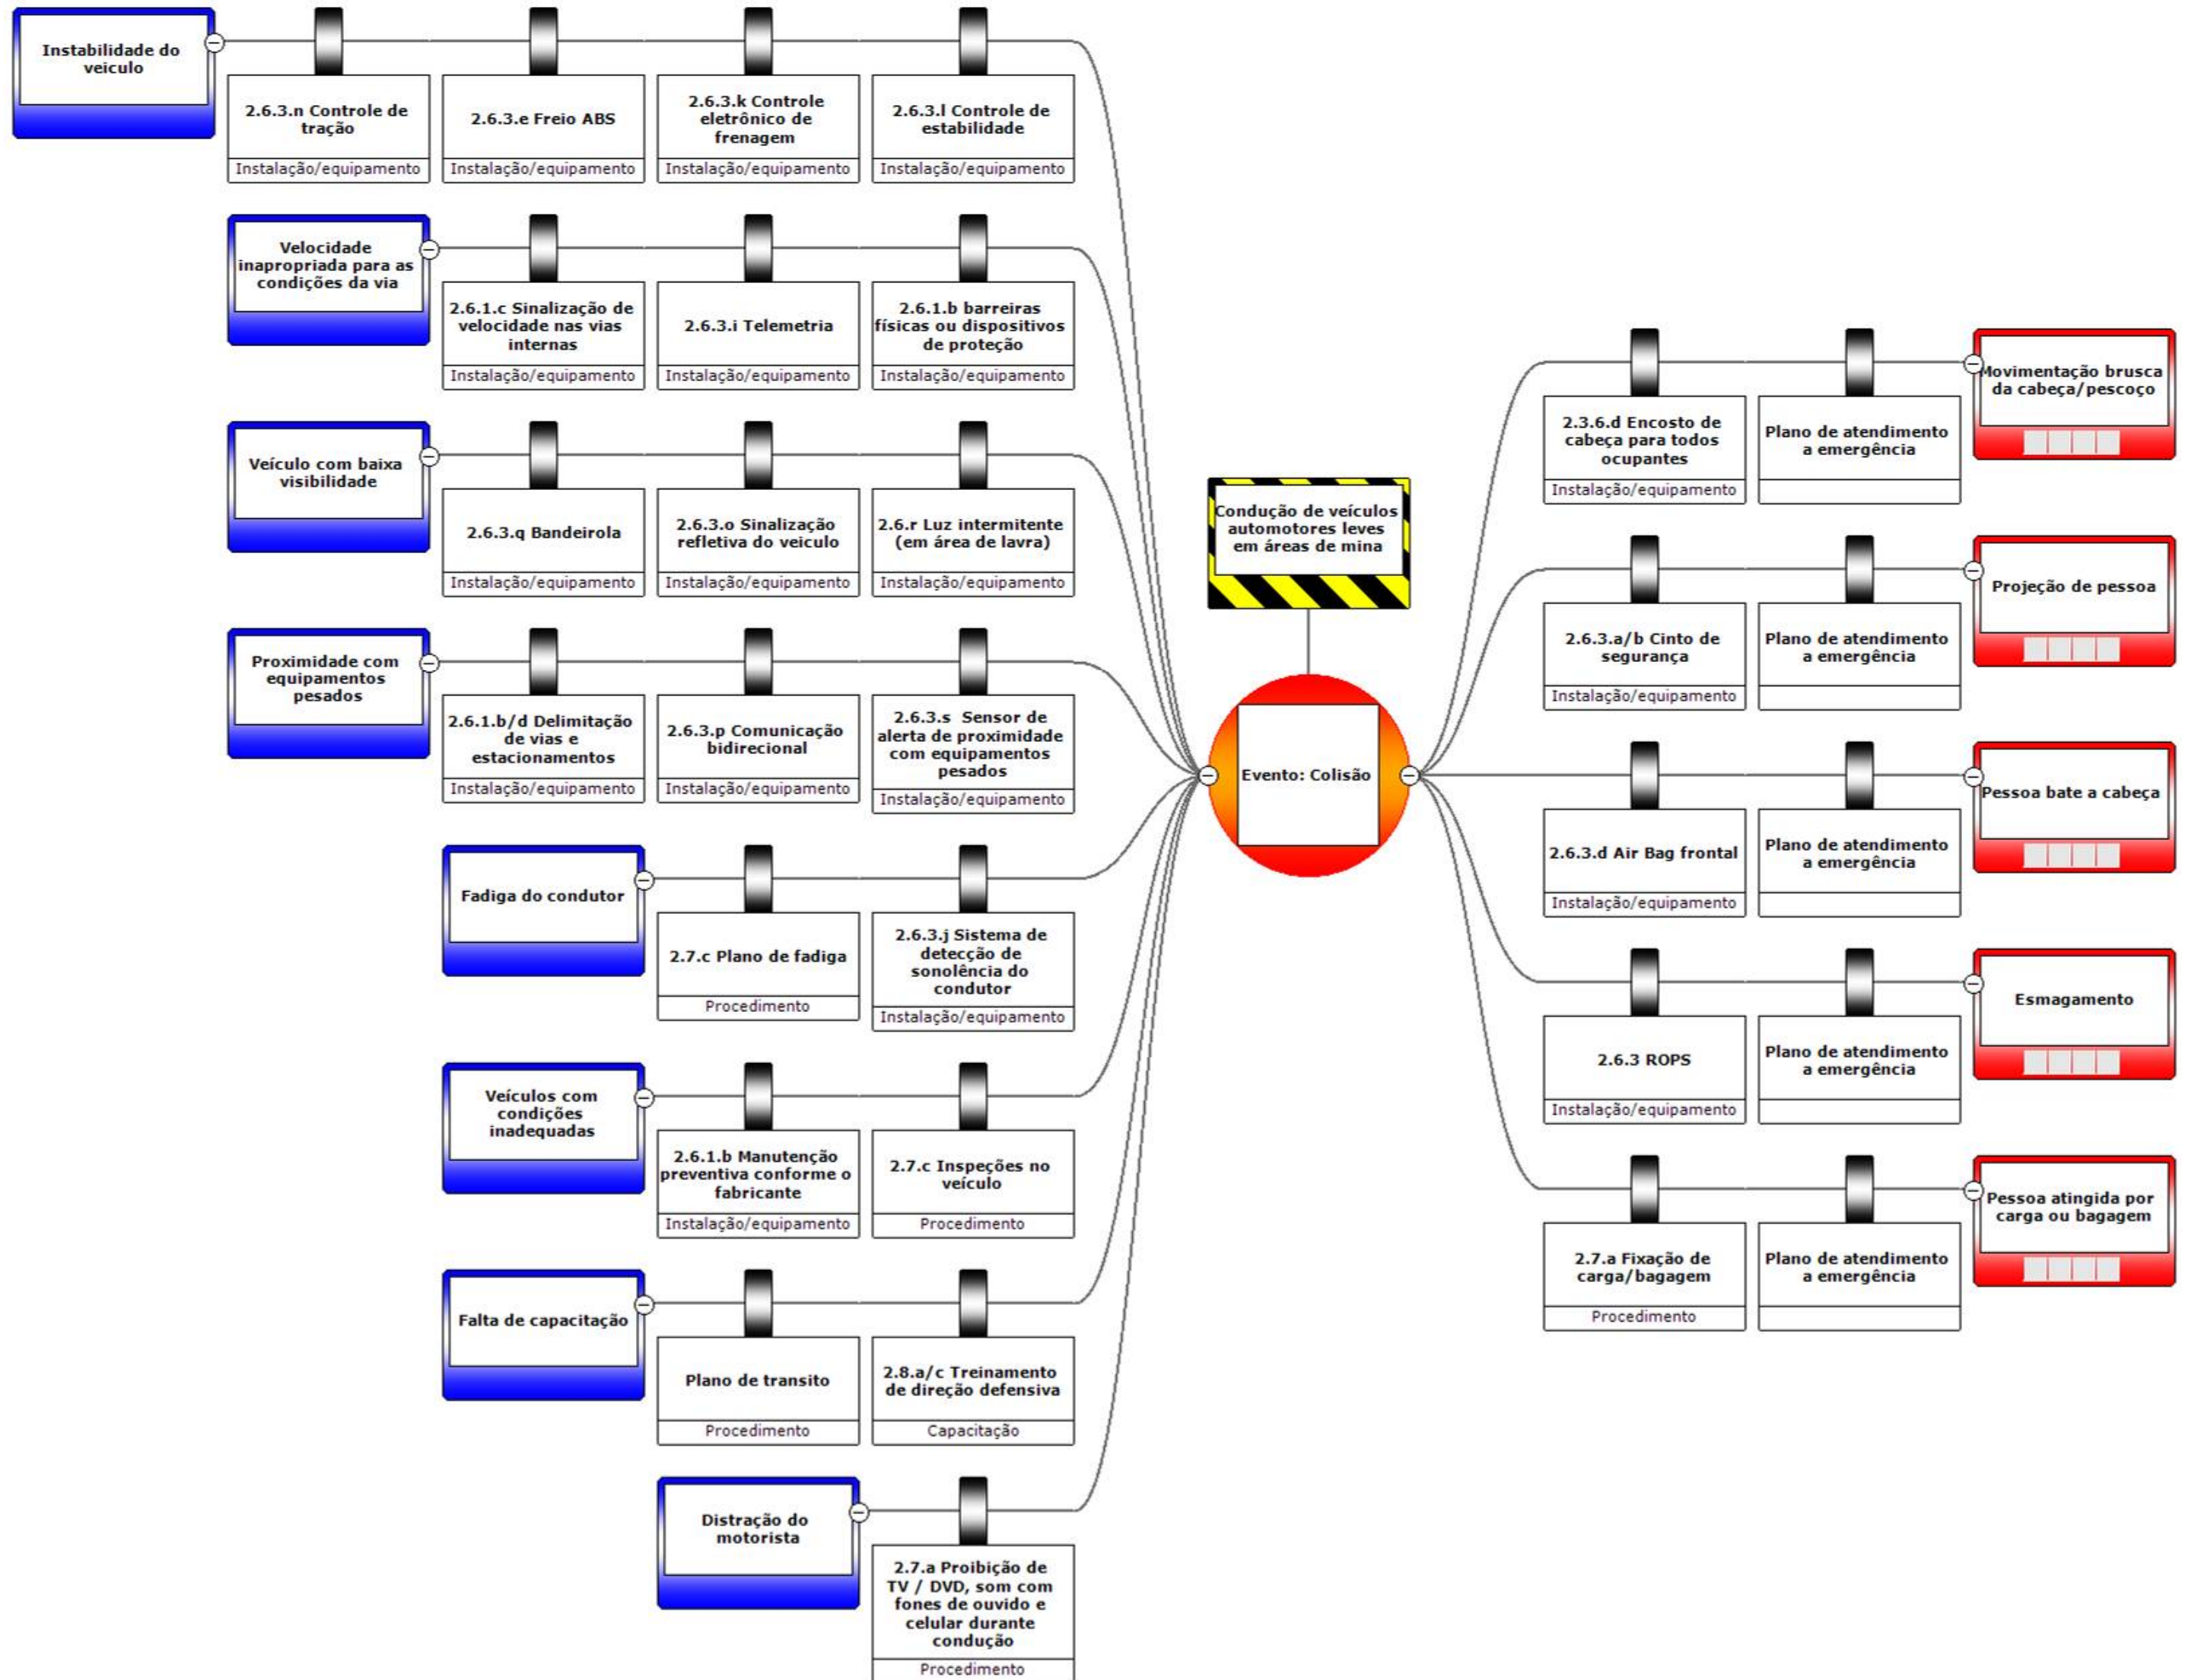 Instabilidade do
veiculo
2.6.3.n Controle de
tração
Instalação/equipamento
2.6.3.e Freio ABS
Instalação/equipamento
2.6.3.k Controle
eletrônico de
frenagem
Instalação/equipamento
2.6.3.l Controle de
estabilidade
Instalação/equipamento
Velocidade
inapropriada para as
condições da via
2.6.1.c Sinalização de
velocidade nas vias
internas
Instalação/equipamento
2.6.3.i Telemetria
Instalação/equipamento
2.6.1.b barreiras
físicas ou dispositivos
de proteção
Instalação/equipamento
Veículo com baixa
visibilidade
2.6.3.q Bandeirola
Instalação/equipamento
2.6.3.o Sinalização
refletiva do veiculo
Instalação/equipamento
2.6.r Luz intermitente
(em área de lavra)
Instalação/equipamento
Proximidade com
equipamentos
pesados
2.6.1.b/d Delimitação
de vias e
estacionamentos
Instalação/equipamento
2.6.3.p Comunicação
bidirecional
Instalação/equipamento
2.6.3.s Sensor de
alerta de proximidade
com equipamentos
pesados
Instalação/equipamento
Fadiga do condutor
2.7.c Plano de fadiga
Procedimento
2.6.3.j Sistema de
detecção de
sonolência do
condutor
Instalação/equipamento
Veículos com
condições
inadequadas
2.6.1.b Manutenção
preventiva conforme o
fabricante
Instalação/equipamento
2.7.c Inspeções no
veículo
Procedimento
Falta de capacitação
Plano de transito
Procedimento
2.8.a/c Treinamento
de direção defensiva
Capacitação
Distração do
motorista
2.7.a Proibição de
TV / DVD, som com
fones de ouvido e
celular durante
condução
Procedimento
Condução de veículos
automotores leves
em áreas de mina
Evento: Colisão
2.3.6.d Encosto de
cabeça para todos
ocupantes
Instalação/equipamento
Plano de atendimento
a emergência
Movimentação brusca
da cabeça/pescoço
2.6.3.a/b Cinto de
segurança
Instalação/equipamento
Plano de atendimento
a emergência
Projeção de pessoa
2.6.3.d Air Bag frontal
Instalação/equipamento
Plano de atendimento
a emergência
Pessoa bate a cabeça
2.6.3 ROPS
Instalação/equipamento
Plano de atendimento
a emergência
Esmagamento
2.7.a Fixação de
carga/bagagem
Procedimento
Plano de atendimento
a emergência
Pessoa atingida por
carga ou bagagem